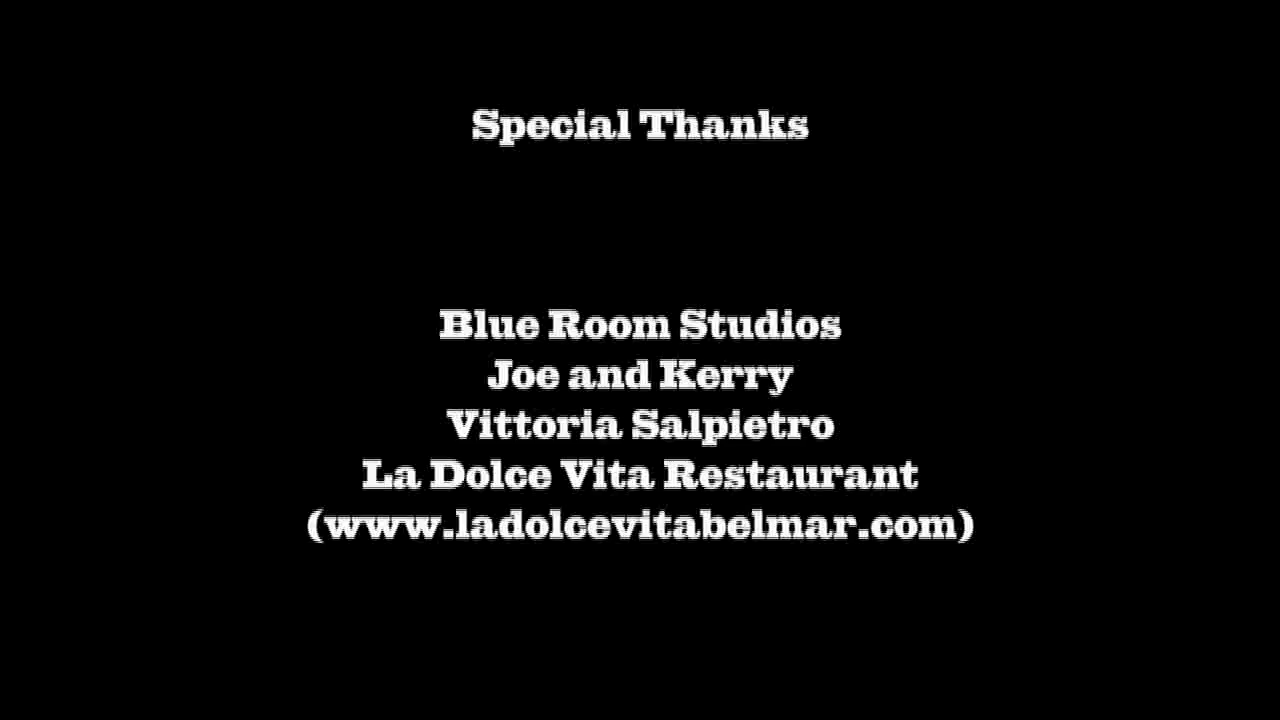 Special Thanks
Blue Room Studios
Joe and Kerry
Vittoria Salpietro
La Dolce Vita Restaurant
(www.ladolcevitabelmar.com)